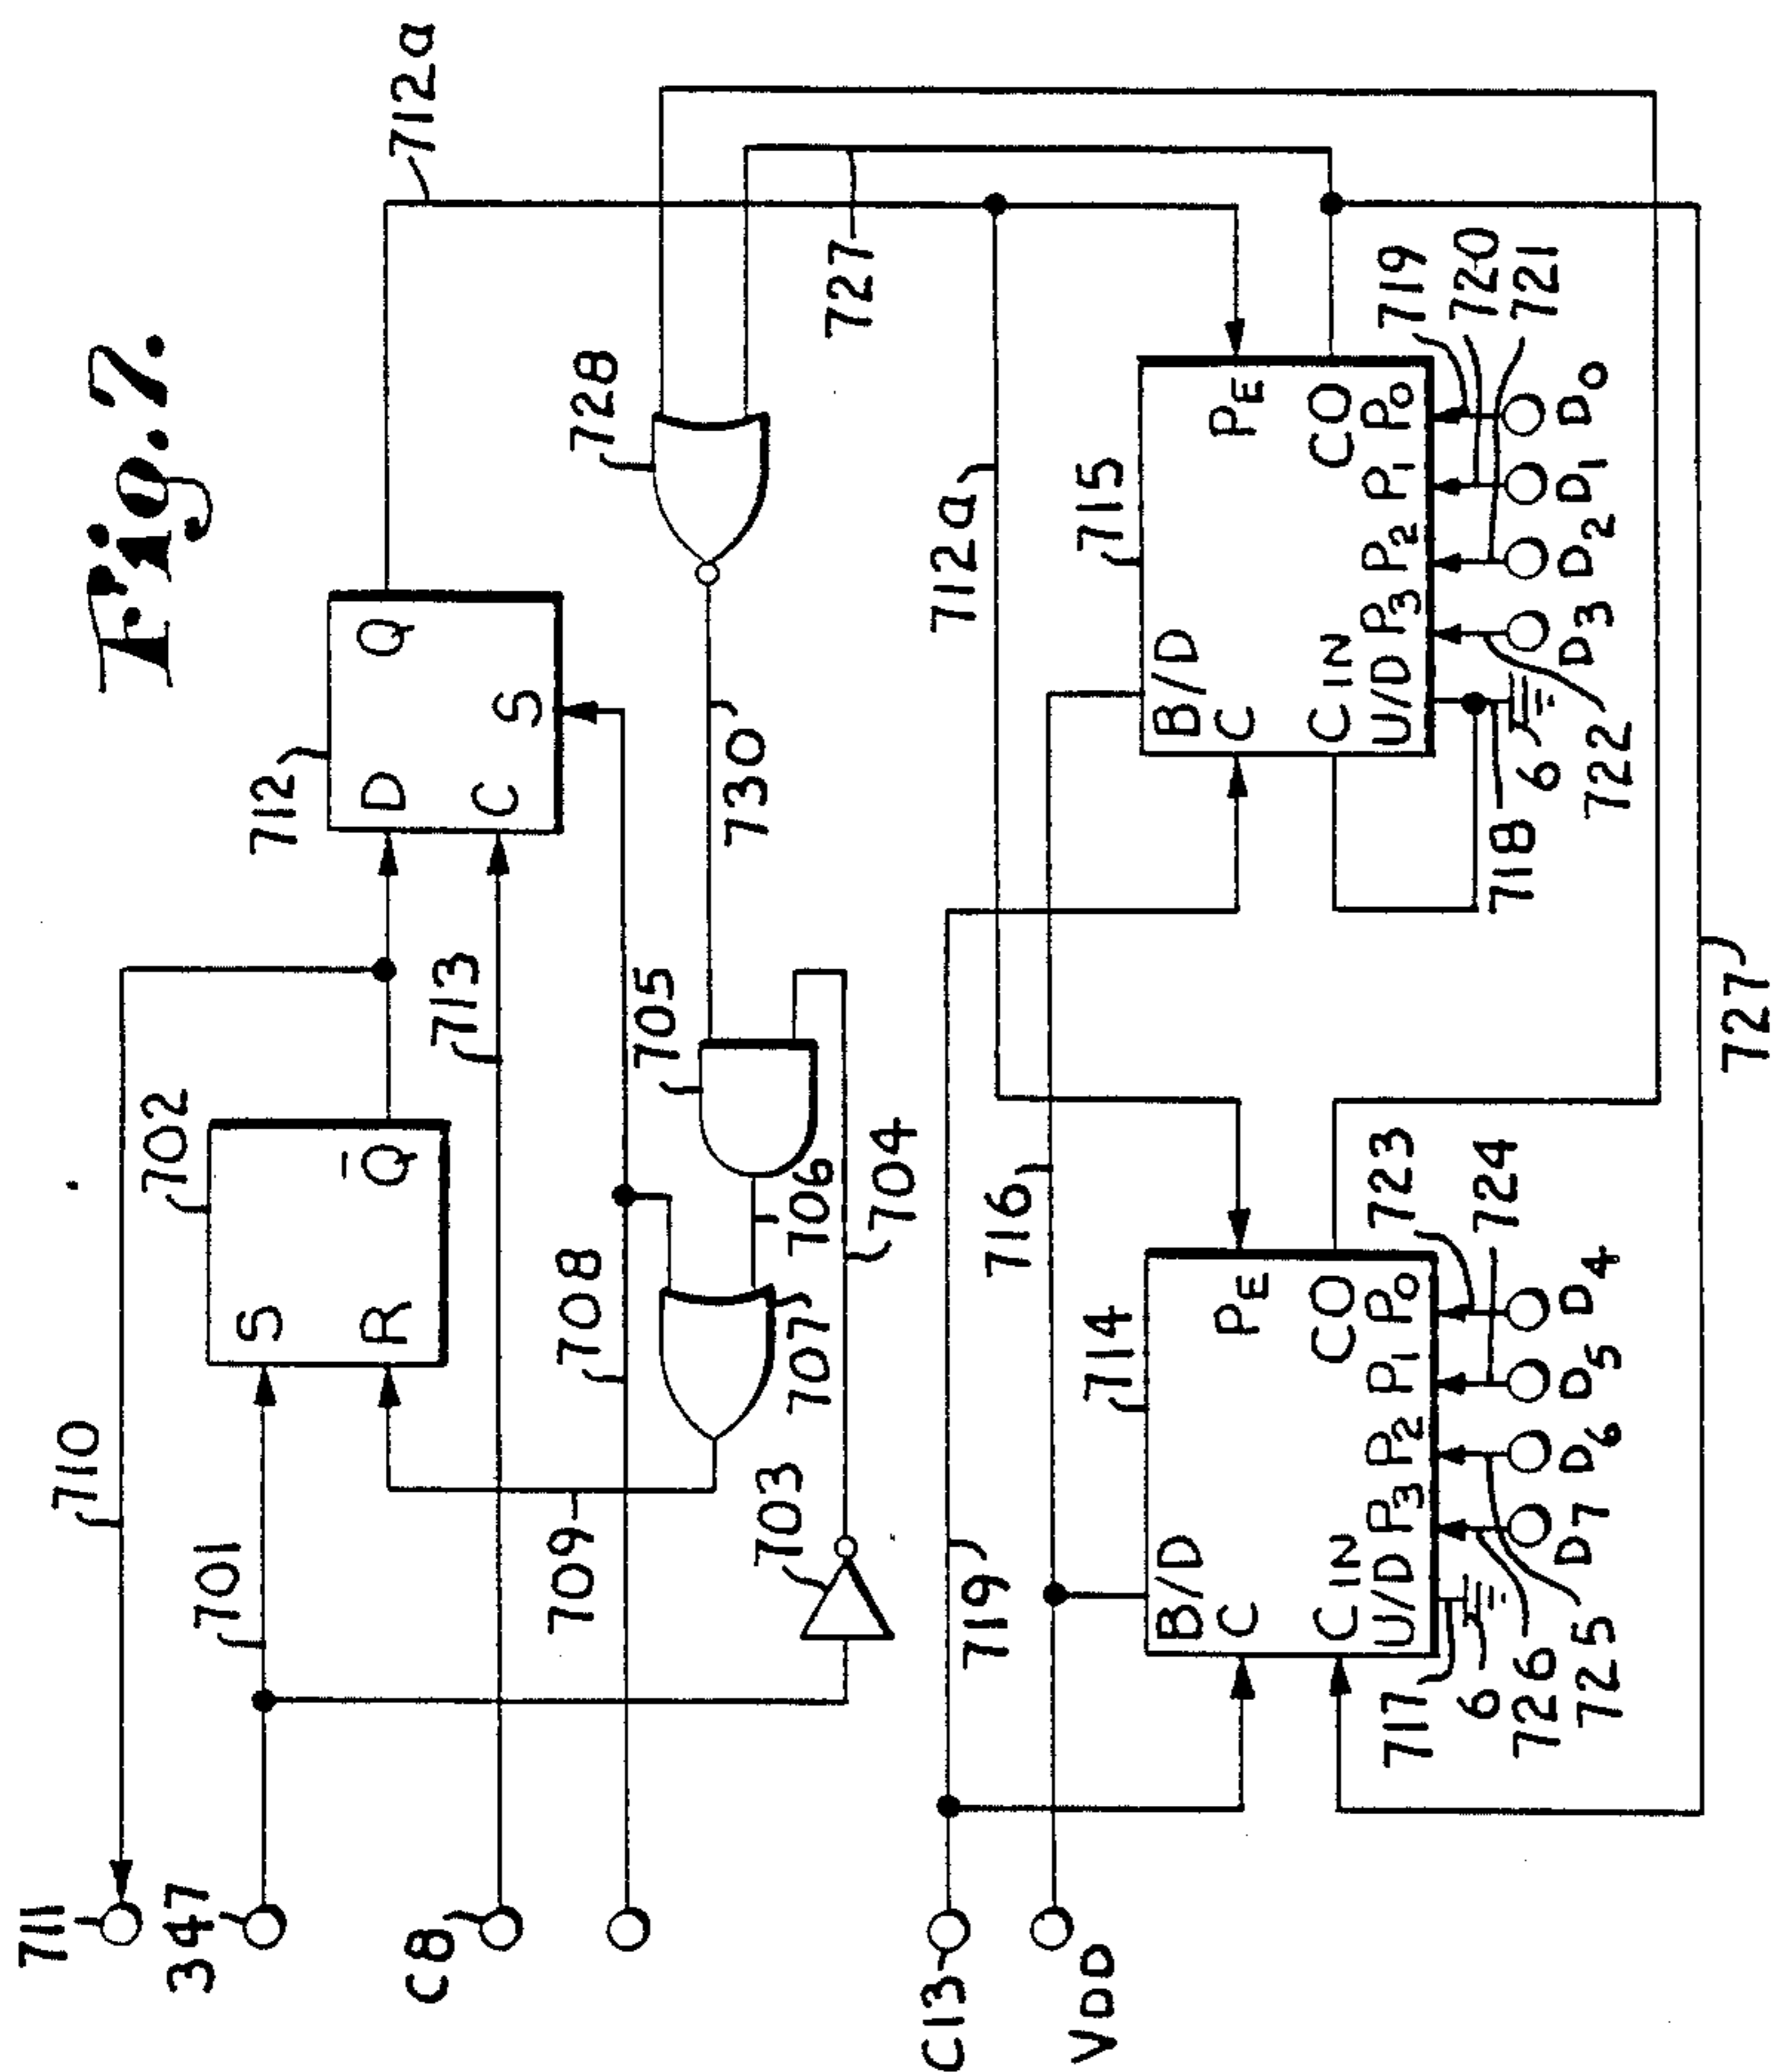 Fig. 7.
711
710
347
701
702
S
R
Q̄
712
D
C
Q
S
712a
C8
713
708
709
703
707
706
705
704
730
728
727
C13
719
VDD
716
712a
714
B/D
C
PE
CO
CIN
U/D P3 P2 P1 P0
717
6
726
725
723
724
D7 D6 D5 D4
715
B/D
C
PE
CO
CIN
U/D P3 P2 P1 P0
718
6
722
719
720
721
D3 D2 D1 D0
727